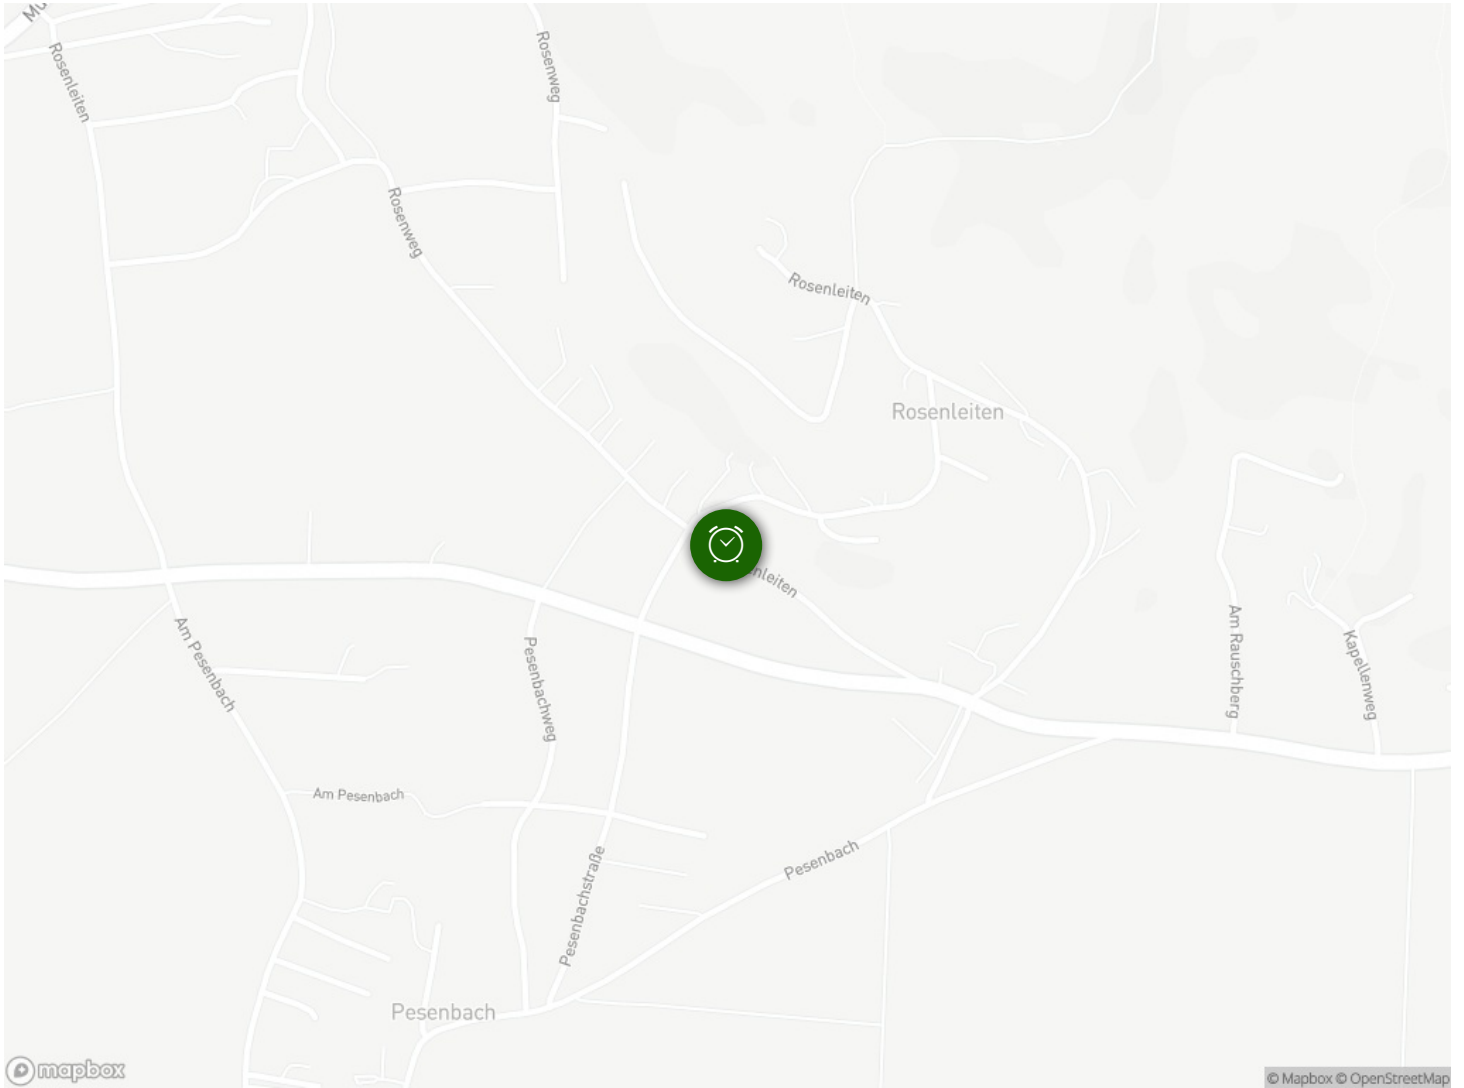 Rosenleiten
Rosenweg
Rosenweg
Rosenleiten
Rosenleiten
enleiten
Am Pesenbach
Pesenbachweg
Am Rauschberg
Kapellenweg
Am Pesenbach
Pesenbach
Pesenbachstraße
Pesenbach
mapbox
© Mapbox © OpenStreetMap